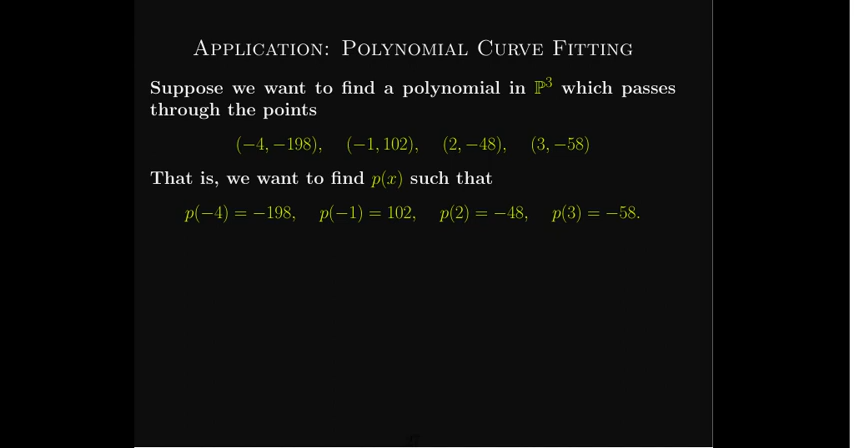 Application: Polynomial Curve Fitting
Suppose we want to find a polynomial in ℙ³ which passes
through the points
(−4, −198), (−1, 102), (2, −48), (3, −58)
That is, we want to find p(x) such that
p(−4) = −198, p(−1) = 102, p(2) = −48, p(3) = −58.